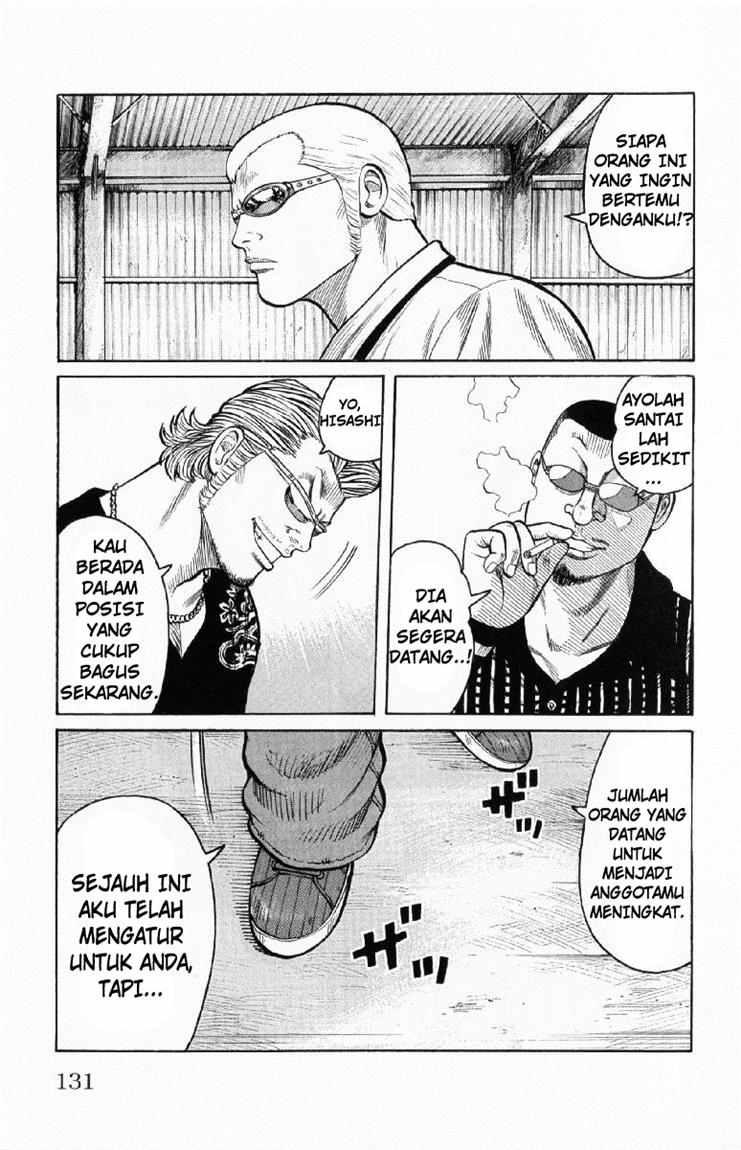 SIAPA
ORANG INI
YANG INGIN
BERTEMU
DENGANKU!?
AYOLAH
SANTAI
LAH
SEDIKIT
...
DIA
AKAN
SEGERA
DATANG..!
YO,
HISASHI
KAU
BERADA
DALAM
POSISI
YANG
CUKUP
BAGUS
SEKARANG.
JUMLAH
ORANG YANG
DATANG
UNTUK
MENJADI
ANGGOTAMU
MENINGKAT.
ザッ
ザッ
SEJAUH INI
AKU TELAH
MENGATUR
UNTUK ANDA,
TAPI...
131